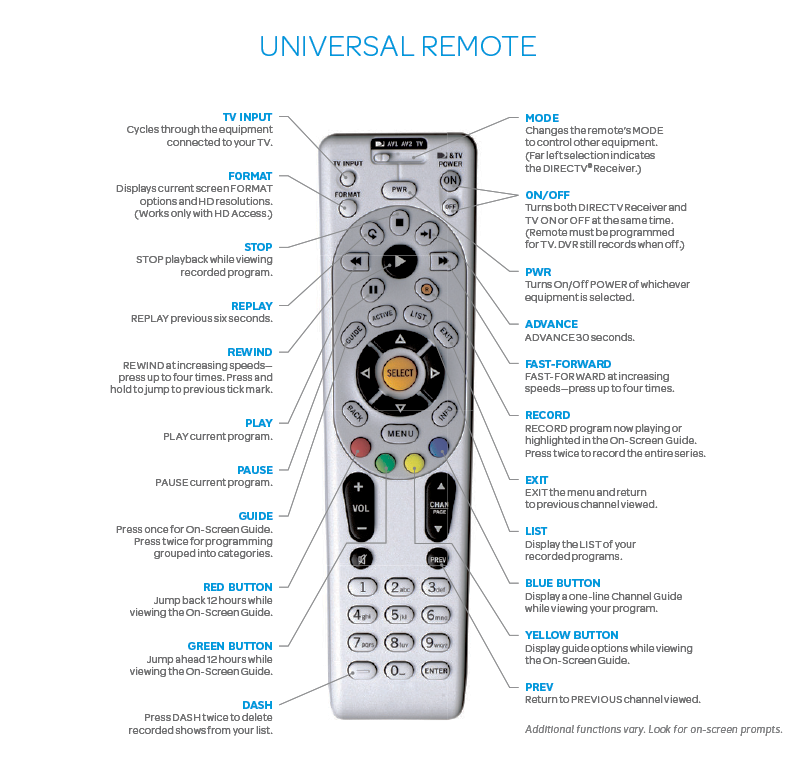 UNIVERSAL REMOTE
TV INPUT
Cycles through the equipment
connected to your TV.
FORMAT
Displays current screen FORMAT
options and HD resolutions.
(Works only with HD Access.)
STOP
STOP playback while viewing
recorded program.
REPLAY
REPLAY previous six seconds.
REWIND
REWIND at increasing speeds—
press up to four times. Press and
hold to jump to previous tick mark.
PLAY
PLAY current program.
PAUSE
PAUSE current program.
GUIDE
Press once for On-Screen Guide.
Press twice for programming
grouped into categories.
RED BUTTON
Jump back 12 hours while
viewing the On-Screen Guide.
GREEN BUTTON
Jump ahead 12 hours while
viewing the On-Screen Guide.
DASH
Press DASH twice to delete
recorded shows from your list.
AV1 AV2 TV
TV INPUT
& TV
POWER
PWR
ON
FORMAT
OFF
R
ACTIVE
LIST
GUIDE
EXIT
SELECT
BACK
INFO
MENU
+
VOL
−
CHAN
PAGE
PREV
1
2abc
3def
4ghi
5jkl
6mno
7pqrs
8tuv
9wxyz
—
0
ENTER
MODE
Changes the remote's MODE
to control other equipment.
(Far left selection indicates
the DIRECTV® Receiver.)
ON/OFF
Turns both DIRECTV Receiver and
TV ON or OFF at the same time.
(Remote must be programmed
for TV. DVR still records when off.)
PWR
Turns On/Off POWER of whichever
equipment is selected.
ADVANCE
ADVANCE 30 seconds.
FAST-FORWARD
FAST-FORWARD at increasing
speeds—press up to four times.
RECORD
RECORD program now playing or
highlighted in the On-Screen Guide.
Press twice to record the entire series.
EXIT
EXIT the menu and return
to previous channel viewed.
LIST
Display the LIST of your
recorded programs.
BLUE BUTTON
Display a one-line Channel Guide
while viewing your program.
YELLOW BUTTON
Display guide options while viewing
the On-Screen Guide.
PREV
Return to PREVIOUS channel viewed.
Additional functions vary. Look for on-screen prompts.